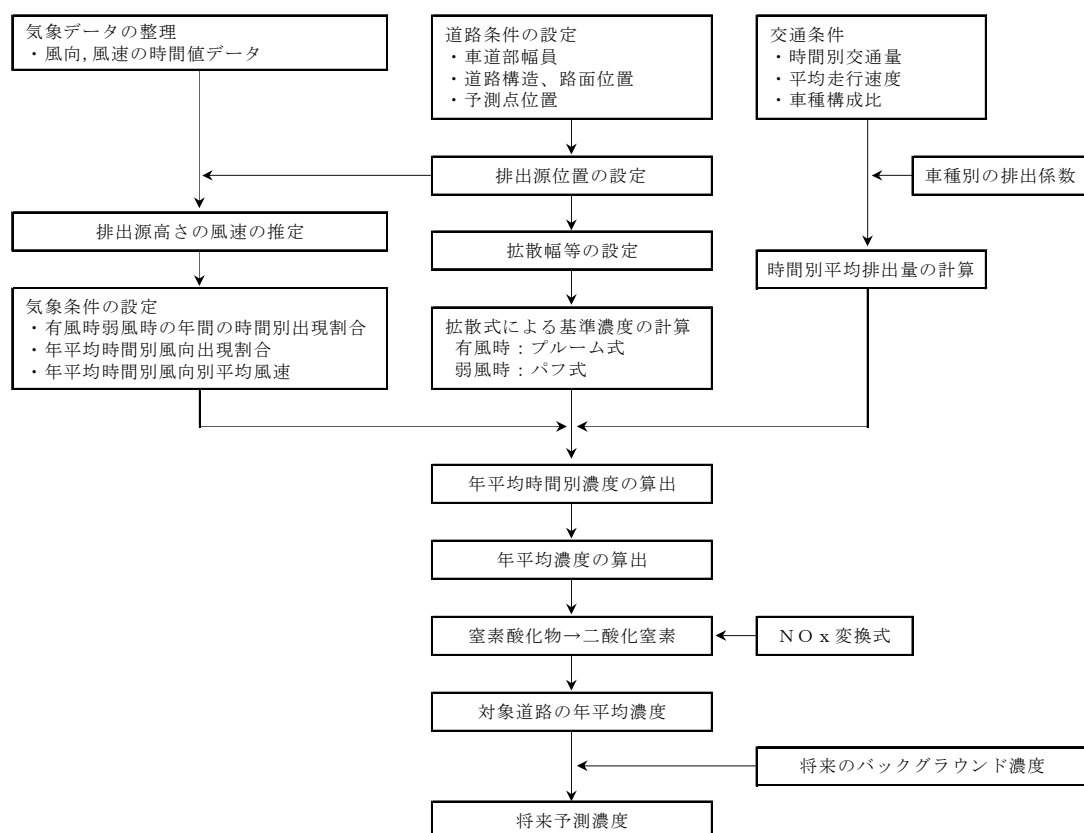 気象データの整理
・風向,風速の時間値データ
道路条件の設定
・車道部幅員
・道路構造、路面位置
・予測点位置
交通条件
・時間別交通量
・平均走行速度
・車種構成比
排出源位置の設定
車種別の排出係数
排出源高さの風速の推定
拡散幅等の設定
時間別平均排出量の計算
気象条件の設定
・有風時弱風時の年間の時間別出現割合
・年平均時間別風向出現割合
・年平均時間別風向別平均風速
拡散式による基準濃度の計算
有風時：プルーム式
弱風時：パフ式
年平均時間別濃度の算出
年平均濃度の算出
窒素酸化物→二酸化窒素
ＮＯｘ変換式
対象道路の年平均濃度
将来のバックグラウンド濃度
将来予測濃度